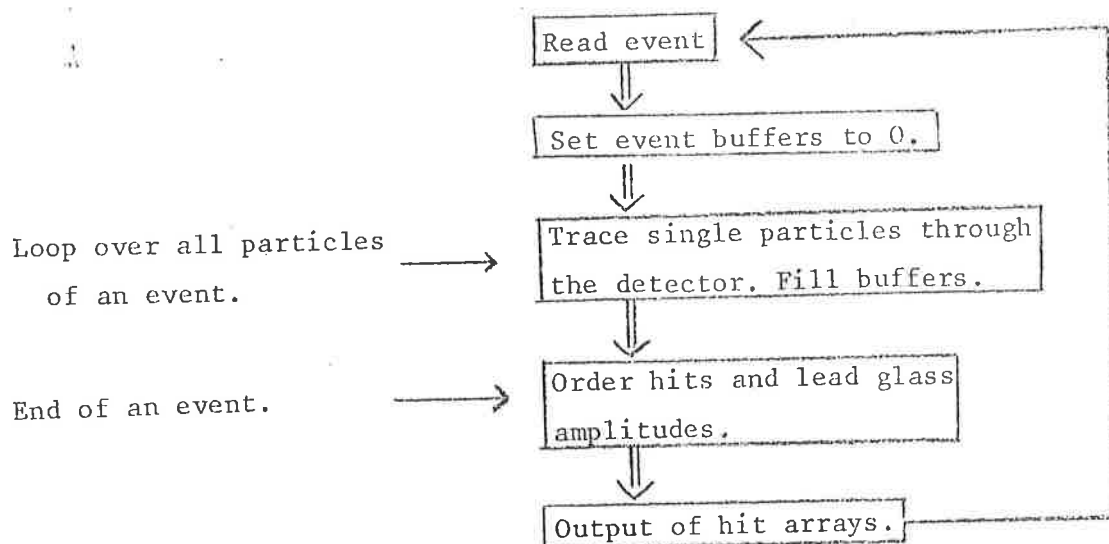 Read event
Set event buffers to 0.
Loop over all particles
of an event.
Trace single particles through
the detector. Fill buffers.
End of an event.
Order hits and lead glass
amplitudes.
Output of hit arrays.